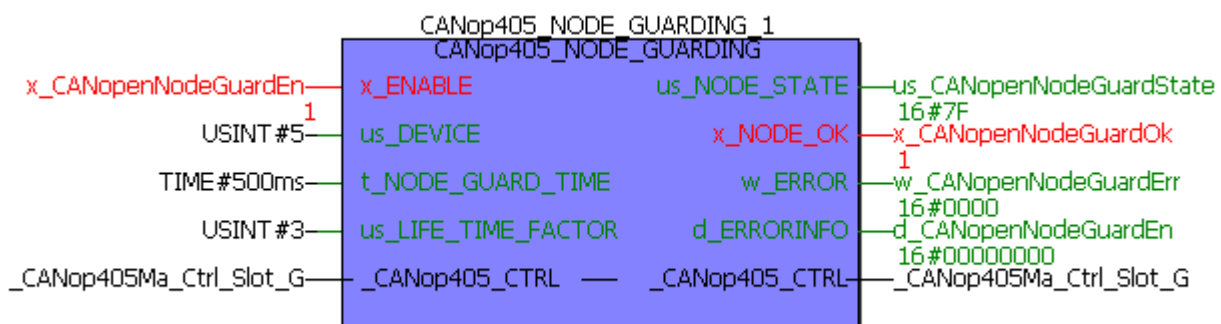 CANop405_NODE_GUARDING_1
CANop405_NODE_GUARDING
x_CANopenNodeGuardEn x_ENABLE us_NODE_STATE us_CANopenNodeGuardState
1 16#7F
USINT#5 us_DEVICE x_NODE_OK x_CANopenNodeGuardOk
1
TIME#500ms t_NODE_GUARD_TIME w_ERROR w_CANopenNodeGuardErr
16#0000
USINT#3 us_LIFE_TIME_FACTOR d_ERRORINFO d_CANopenNodeGuardEn
16#00000000
_CANop405Ma_Ctrl_Slot_G _CANop405_CTRL _CANop405_CTRL _CANop405Ma_Ctrl_Slot_G